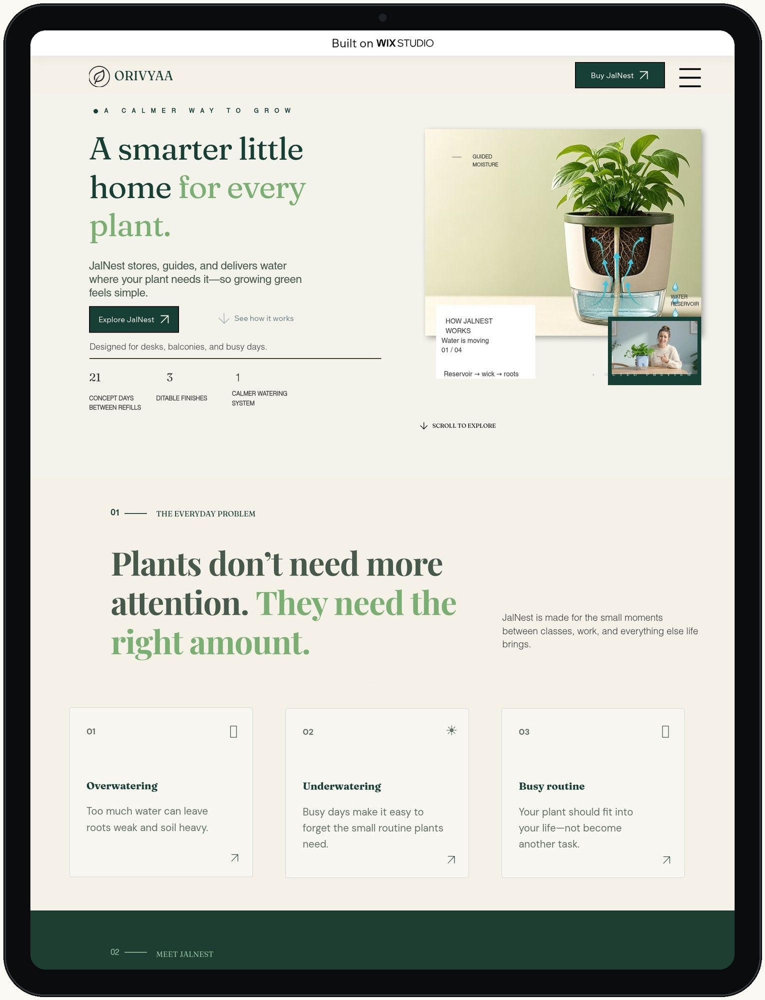 Built on WIX STUDIO
ORIVYAA
Buy JalNest
A CALMER WAY TO GROW
A smarter little
home for every
plant.
JalNest stores, guides, and delivers water
where your plant needs it—so growing green
feels simple.
Explore JalNest
See how it works
Designed for desks, balconies, and busy days.
21
CONCEPT DAYS
BETWEEN REFILLS
3
DITABLE FINISHES
1
CALMER WATERING
SYSTEM
GUIDED
MOISTURE
WATER
RESERVOIR
HOW JALNEST
WORKS
Water is moving
01 / 04
Reservoir → wick → roots
MUTED PREVIEW
SCROLL TO EXPLORE
01
THE EVERYDAY PROBLEM
Plants don’t need more
attention. They need the
right amount.
JalNest is made for the small moments
between classes, work, and everything else life
brings.
01
Overwatering
Too much water can leave
roots weak and soil heavy.
02
Underwatering
Busy days make it easy to
forget the small routine plants
need.
03
Busy routine
Your plant should fit into
your life—not become
another task.
02
MEET JALNEST